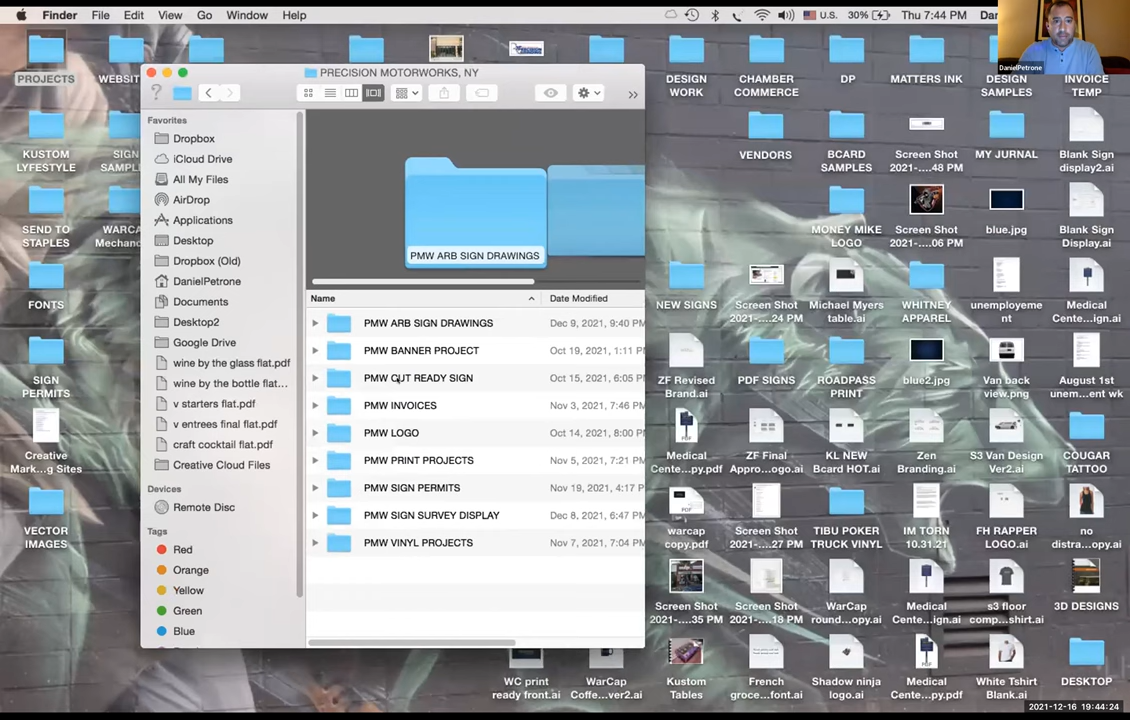 Finder File Edit View Go Window Help
U.S. 30% Thu 7:44 PM Dan
DanielPetrone
PROJECTS WEBSIT
DESIGN WORK
CHAMBER COMMERCE
DP
MATTERS INK
DESIGN SAMPLES
INVOICE TEMP
KUSTOM LYFESTYLE
SIGN SAMPL
VENDORS
BCARD SAMPLES
Screen Shot 2021-....48 PM
MY JURNAL
Blank Sign display2.ai
SEND TO STAPLES
WARCA Mechan
MONEY MIKE LOGO
Screen Shot 2021-....06 PM
blue.jpg
Blank Sign Display.ai
FONTS
NEW SIGNS
Screen Shot 2021-....24 PM
Michael Myers table.ai
WHITNEY APPAREL
unemployeme nt
Medical Cente...ign.ai
SIGN PERMITS
ZF Revised Brand.ai
PDF SIGNS
ROADPASS PRINT
blue2.jpg
Van back view.png
August 1st unem...ent wk
Creative Mark...ng Sites
Medical Cente...py.pdf
ZF Final Appro...ogo.ai
KL NEW Bcard HOT.ai
Zen Branding.ai
S3 Van Design Ver2.ai
COUGAR TATTOO
VECTOR IMAGES
warcap copy.pdf
Screen Shot 2021-....27 PM
TIBU POKER TRUCK VINYL
IM TORN 10.31.21
FH RAPPER LOGO.ai
no distra...opy.ai
Screen Shot 2021-....35 PM
Screen Shot 2021-....18 PM
WarCap round...opy.ai
Medical Cente...ign.ai
s3 floor comp...shirt.ai
3D DESIGNS
WC print ready front.ai
WarCap Coffe...ver2.ai
Kustom Tables
French groce...font.ai
Shadow ninja logo.ai
Medical Cente...py.pdf
White Tshirt Blank.ai
DESKTOP
PRECISION MOTORWORKS, NY
Favorites
Dropbox
iCloud Drive
All My Files
AirDrop
Applications
Desktop
Dropbox (Old)
DanielPetrone
Documents
Desktop2
Google Drive
wine by the glass flat.pdf
wine by the bottle flat...
v starters flat.pdf
v entrees final flat.pdf
craft cocktail flat.pdf
Creative Cloud Files
Devices
Remote Disc
Tags
Red
Orange
Yellow
Green
Blue
PMW ARB SIGN DRAWINGS
Name Date Modified
PMW ARB SIGN DRAWINGS Dec 9, 2021, 9:40 PM
PMW BANNER PROJECT Oct 19, 2021, 1:11 P
PMW CUT READY SIGN Oct 15, 2021, 6:05 PM
PMW INVOICES Nov 3, 2021, 7:46 PM
PMW LOGO Oct 14, 2021, 8:00 P
PMW PRINT PROJECTS Nov 5, 2021, 7:21 PM
PMW SIGN PERMITS Nov 19, 2021, 4:17 P
PMW SIGN SURVEY DISPLAY Dec 8, 2021, 6:47 PM
PMW VINYL PROJECTS Nov 7, 2021, 7:04 PM
2021-12-16 19:44:24